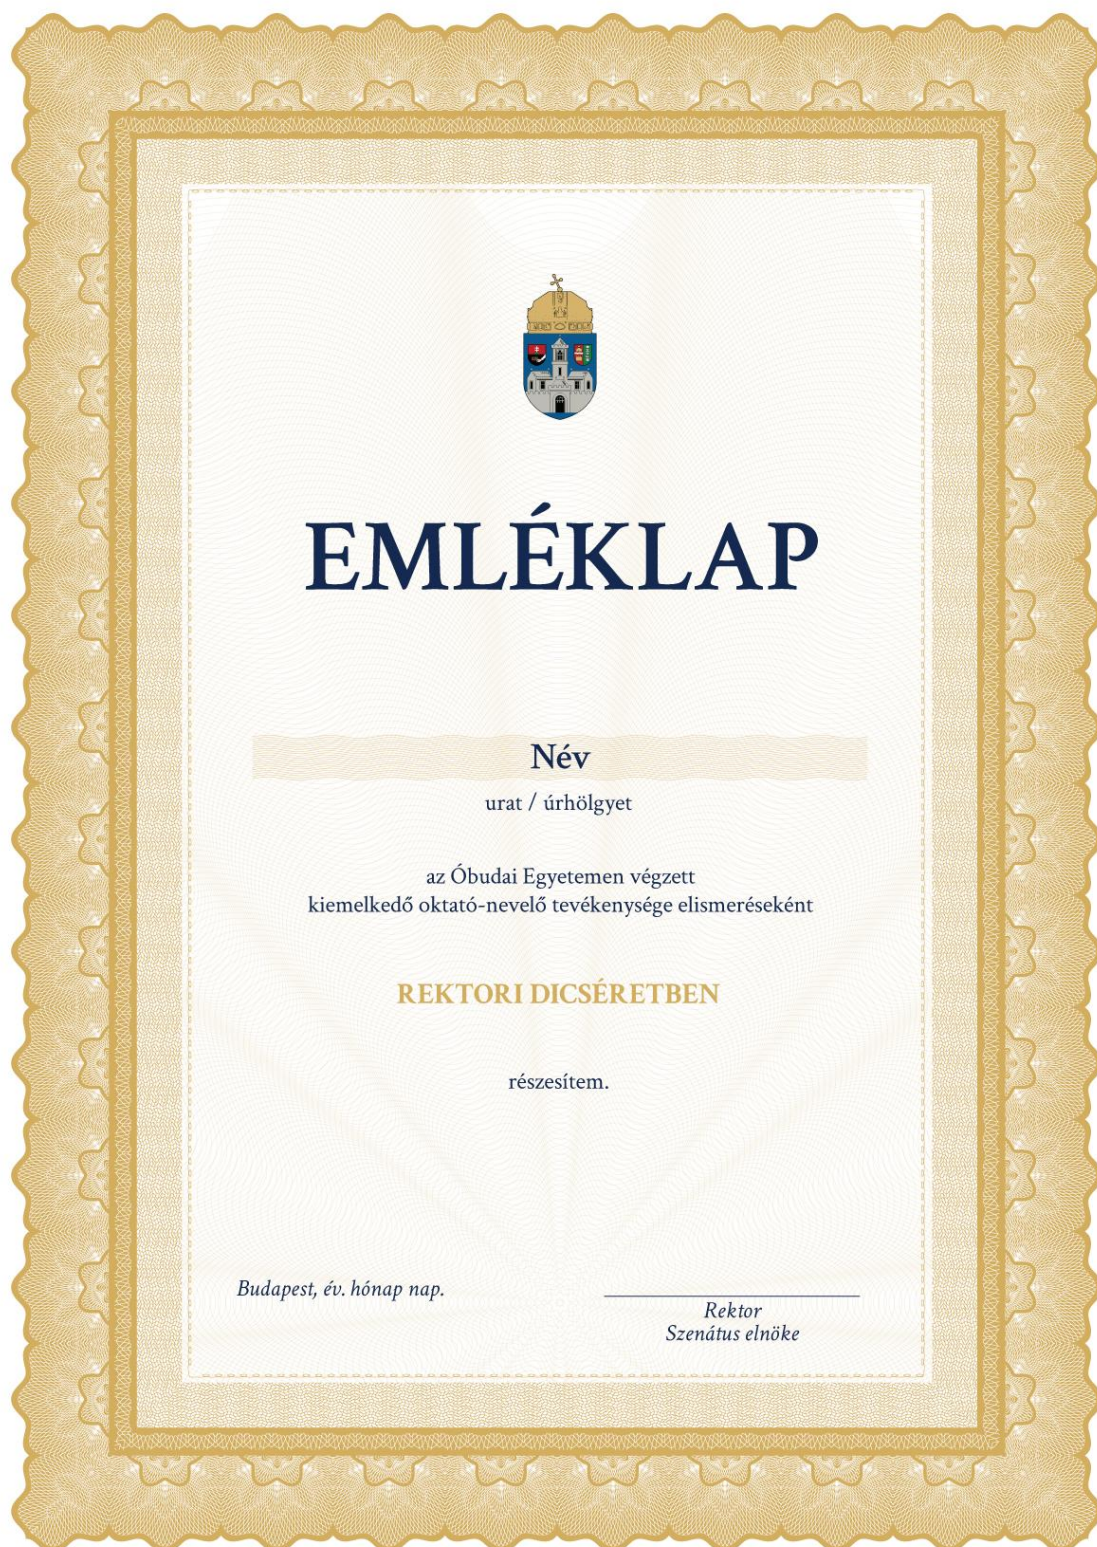 EMLÉKLAP
Név
urat / úrhölgyet
az Óbudai Egyetemen végzett
kiemelkedő oktató-nevelő tevékenysége elismeréseként
REKTORI DICSÉRETBEN
részesítem.
Budapest, év. hónap nap.
Rektor
Szenátus elnöke